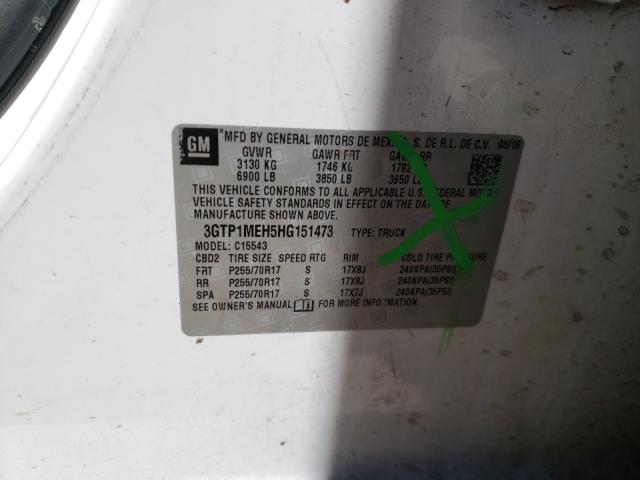 GM
*MFD BY GENERAL MOTORS DE MEXICO, S. DE R.L. DE C.V. 08/16
GVWR GAWR FRT GAWR RR
3130 KG 1746 KG 1792
6900 LB 3850 LB 3950 LB
THIS VEHICLE CONFORMS TO ALL APPLICABLE U.S. FEDERAL MOTOR
VEHICLE SAFETY STANDARDS IN EFFECT ON THE DATE OF
MANUFACTURE SHOWN ABOVE.
3GTP1MEH5HG151473 TYPE: TRUCK
MODEL: C15543
CBD2 TIRE SIZE SPEED RTG RIM COLD TIRE PRESSURE
FRT P255/70R17 S 17X8J 240KPA(35PSI)
RR P255/70R17 S 17X8J 240KPA(35PSI)
SPA P255/70R17 S 17X7J 240KPA(35PSI)
SEE OWNER'S MANUAL FOR MORE INFORMATION.